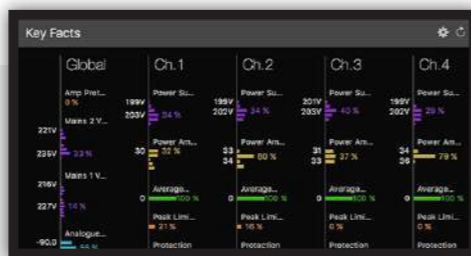 Key Facts
Global Ch.1 Ch.2 Ch.3 Ch.4
Amp Prot...
0 %
Power Su... Power Su... Power Su... Power Su...
199V 199V 201V 199V
203V 202V 203V 202V
34 % 34 % 40 % 29 %
Mains 2 V...
221V
235V
33 %
Power Am... Power Am... Power Am... Power Am...
30 33 31 34
34 33 36
32 % 60 % 37 % 79 %
Mains 1 V...
216V
227V
14 %
Average... Average... Average... Average...
0 0 0 0
100 % 100 % 100 % 100 %
Peak Limi... Peak Limi... Peak Limi... Peak Limi...
21 % 16 % 0 % 0 %
Analogue...
-90.0
Protection Protection Protection Protection